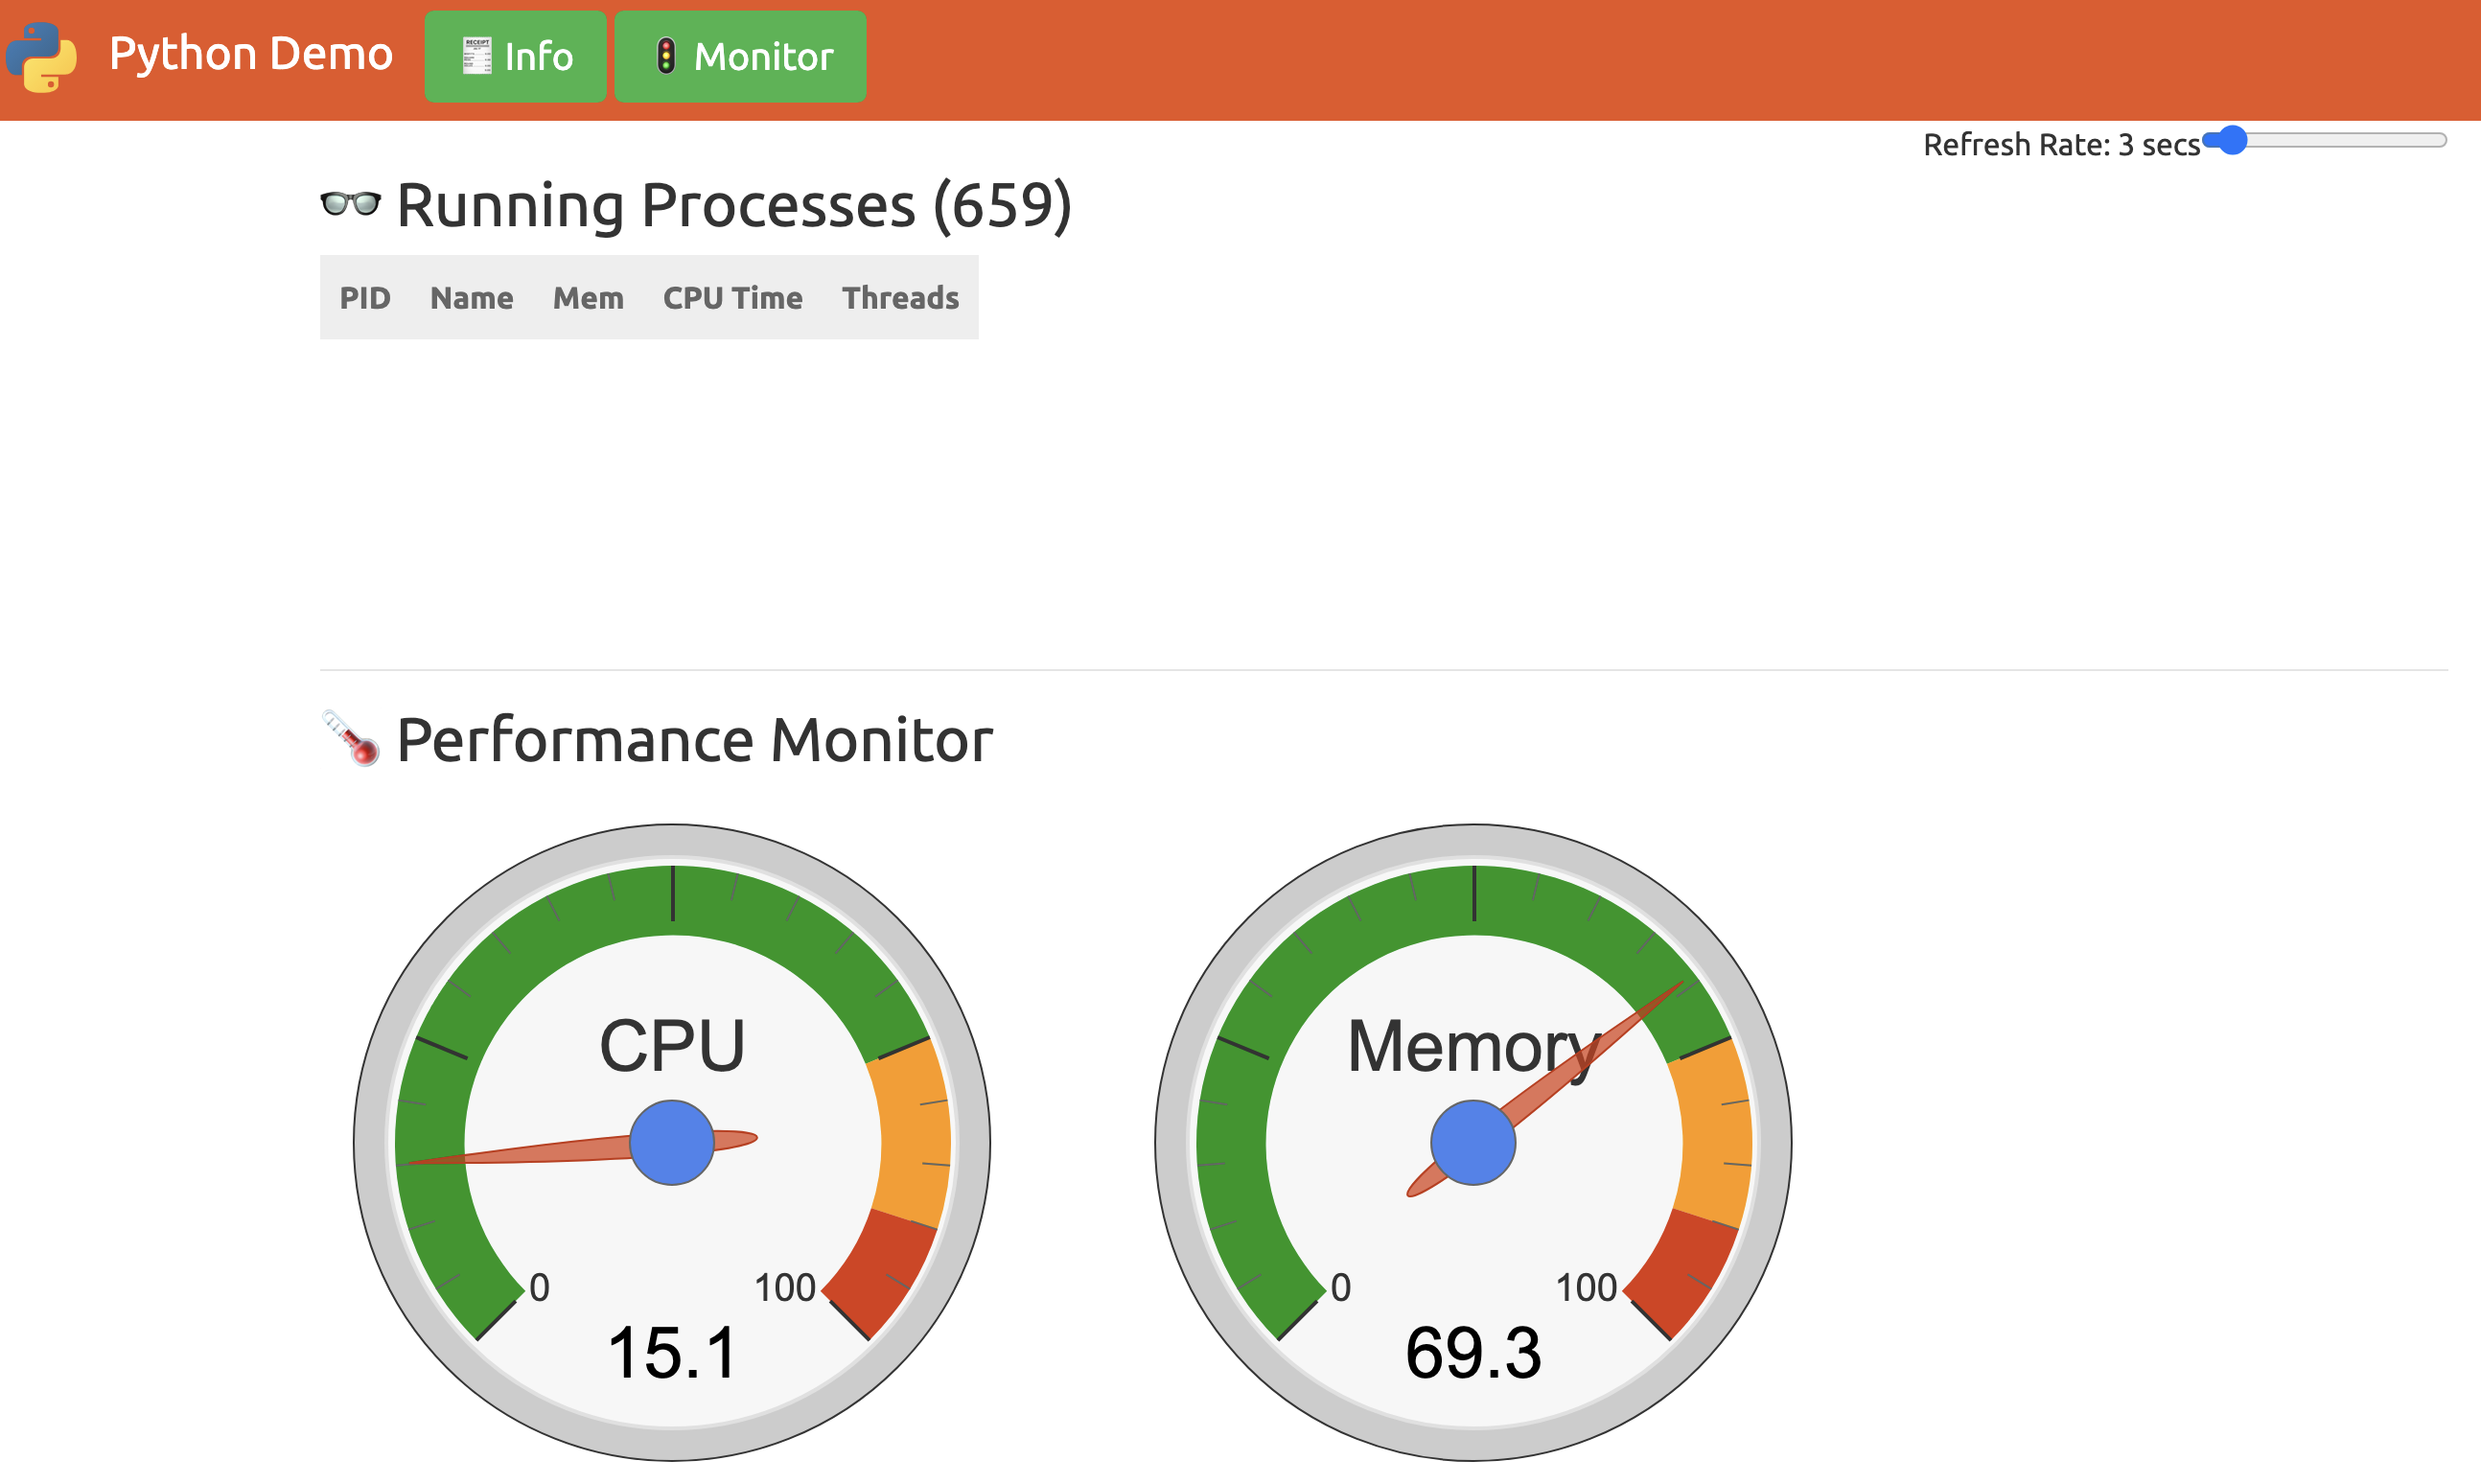 Python Demo
Info
Monitor
Refresh Rate: 3 secs
Running Processes (659)
PID Name Mem CPU Time Threads
Performance Monitor
CPU
0
100
15.1
Memory
0
100
69.3